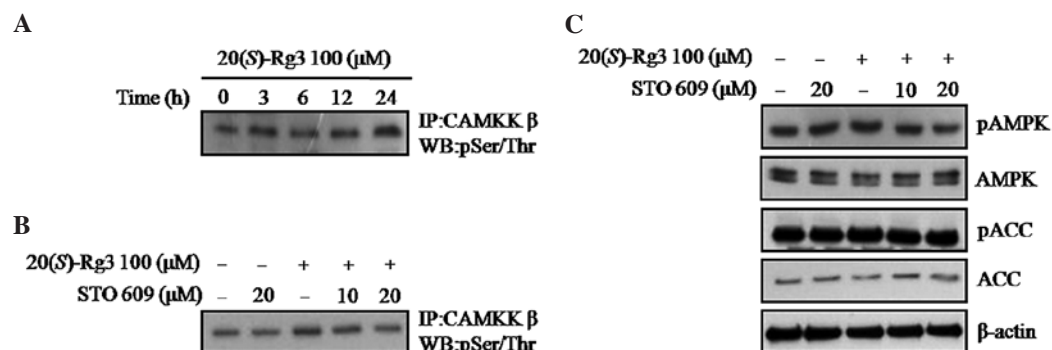 A
20(S)-Rg3 100 (μM)
Time (h) 0 3 6 12 24
IP:CAMKK β
WB:pSer/Thr
B
20(S)-Rg3 100 (μM) – – + + +
STO 609 (μM) – 20 – 10 20
IP:CAMKK β
WB:pSer/Thr
C
20(S)-Rg3 100 (μM) – – + + +
STO 609 (μM) – 20 – 10 20
pAMPK
AMPK
pACC
ACC
β-actin